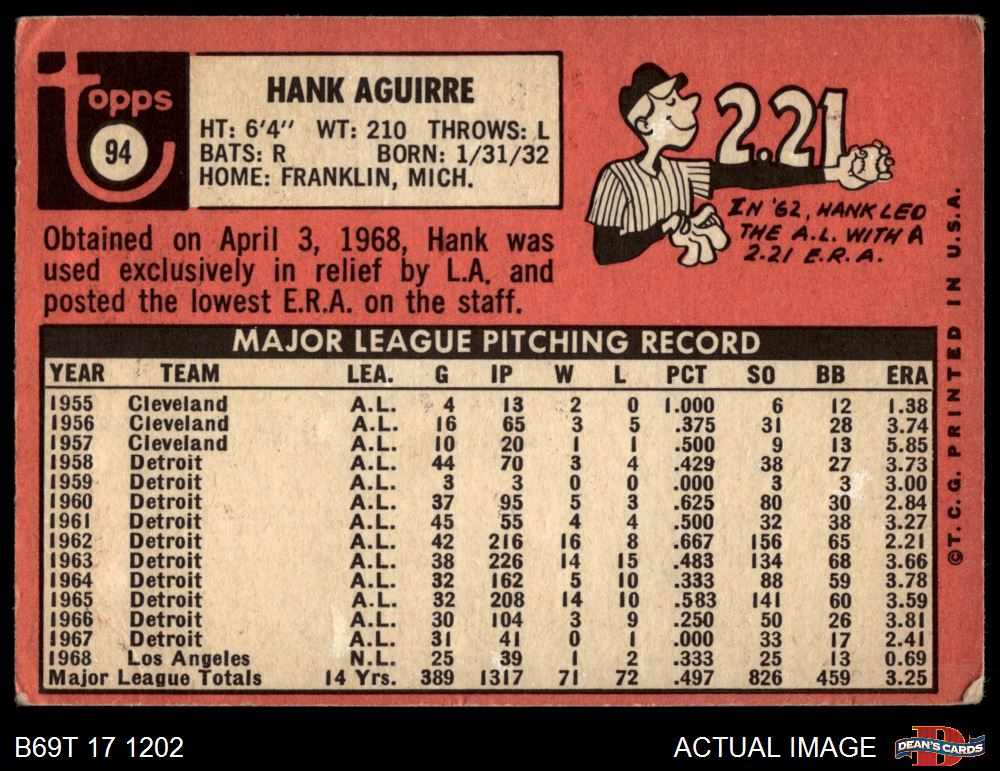 Topps
94
HANK AGUIRRE
HT: 6'4" WT: 210 THROWS: L
BATS: R BORN: 1/31/32
HOME: FRANKLIN, MICH.
2.21
IN '62, HANK LED
THE A.L. WITH A
2.21 E.R.A.
Obtained on April 3, 1968, Hank was
used exclusively in relief by L.A. and
posted the lowest E.R.A. on the staff.
MAJOR LEAGUE PITCHING RECORD
YEAR TEAM LEA. G IP W L PCT SO BB ERA
1955 Cleveland A.L. 4 13 2 0 1.000 6 12 1.38
1956 Cleveland A.L. 16 65 3 5 .375 31 28 3.74
1957 Cleveland A.L. 10 20 1 1 .500 9 13 5.85
1958 Detroit A.L. 44 70 3 4 .429 38 27 3.73
1959 Detroit A.L. 3 3 0 0 .000 3 3 3.00
1960 Detroit A.L. 37 95 5 3 .625 80 30 2.84
1961 Detroit A.L. 45 55 4 4 .500 32 38 3.27
1962 Detroit A.L. 42 216 16 8 .667 156 65 2.21
1963 Detroit A.L. 38 226 14 15 .483 134 68 3.66
1964 Detroit A.L. 32 162 5 10 .333 88 59 3.78
1965 Detroit A.L. 32 208 14 10 .583 141 60 3.59
1966 Detroit A.L. 30 104 3 9 .250 50 26 3.81
1967 Detroit A.L. 31 41 0 1 .000 33 17 2.41
1968 Los Angeles N.L. 25 39 1 2 .333 25 13 0.69
Major League Totals 14 Yrs. 389 1317 71 72 .497 826 459 3.25
©T. C. G. PRINTED IN U.S.A.
B69T 17 1202
ACTUAL IMAGE
D
DEAN'S CARDS